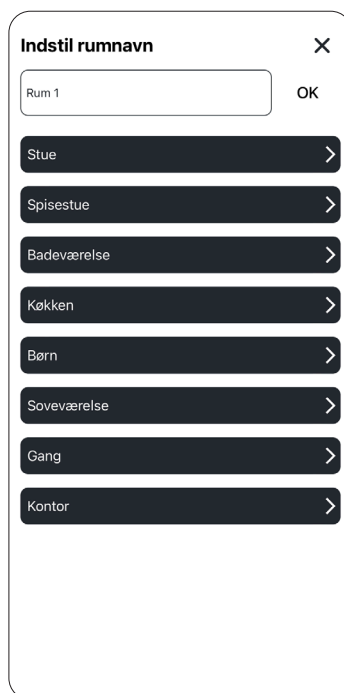 Indstil rumnavn
Rum 1
OK
Stue
Spisestue
Badeværelse
Køkken
Børn
Soveværelse
Gang
Kontor